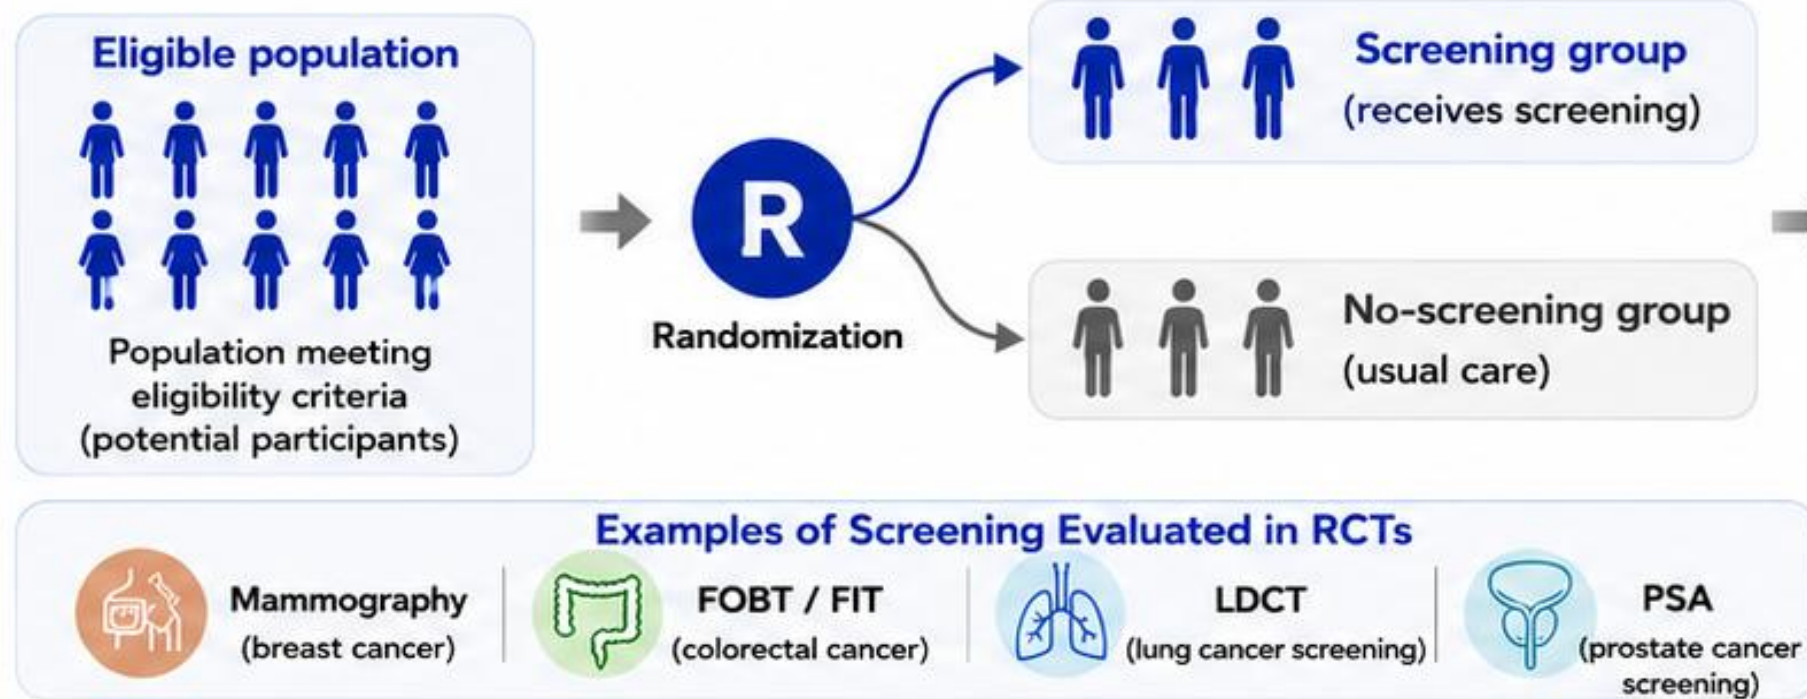 Eligible population
Population meeting
eligibility criteria
(potential participants)
R
Randomization
Screening group
(receives screening)
No-screening group
(usual care)
Examples of Screening Evaluated in RCTs
Mammography
(breast cancer)
FOBT / FIT
(colorectal cancer)
LDCT
(lung cancer screening)
PSA
(prostate cancer
screening)